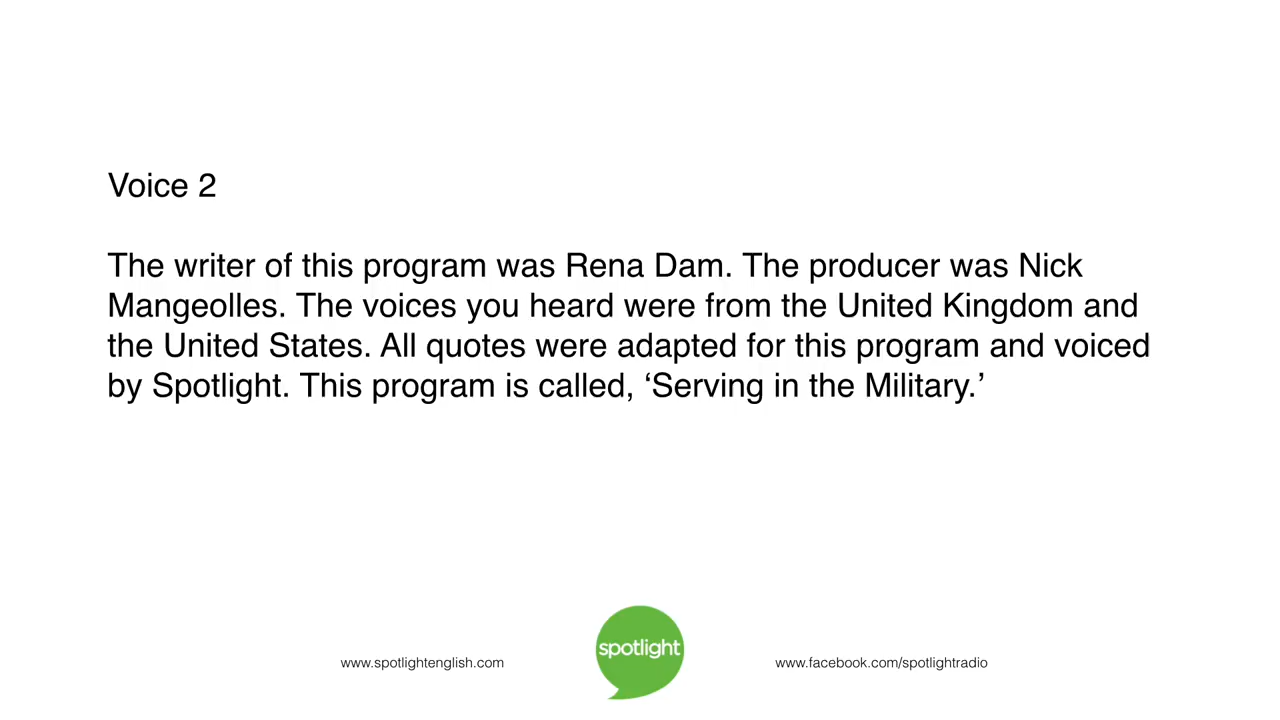 Voice 2
The writer of this program was Rena Dam. The producer was Nick
Mangeolles. The voices you heard were from the United Kingdom and
the United States. All quotes were adapted for this program and voiced
by Spotlight. This program is called, ‘Serving in the Military.’
spotlight
www.spotlightenglish.com
www.facebook.com/spotlightradio